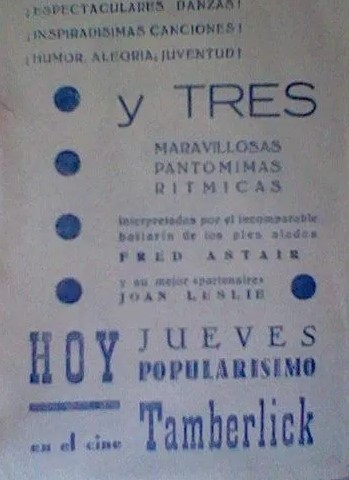 ¡ESPECTACULARES DANZAS!
¡INSPIRADISIMAS CANCIONES!
¡HUMOR, ALEGRIA, JUVENTUD!
y TRES
MARAVILLOSAS
PANTOMIMAS
RITMICAS
interpretadas por el incomparable
bailarin de los pies alados
FRED ASTAIR
y su mejor «partenaire»
JOAN LESLIE
HOY JUEVES
POPULARISIMO
en el cine Tamberlick